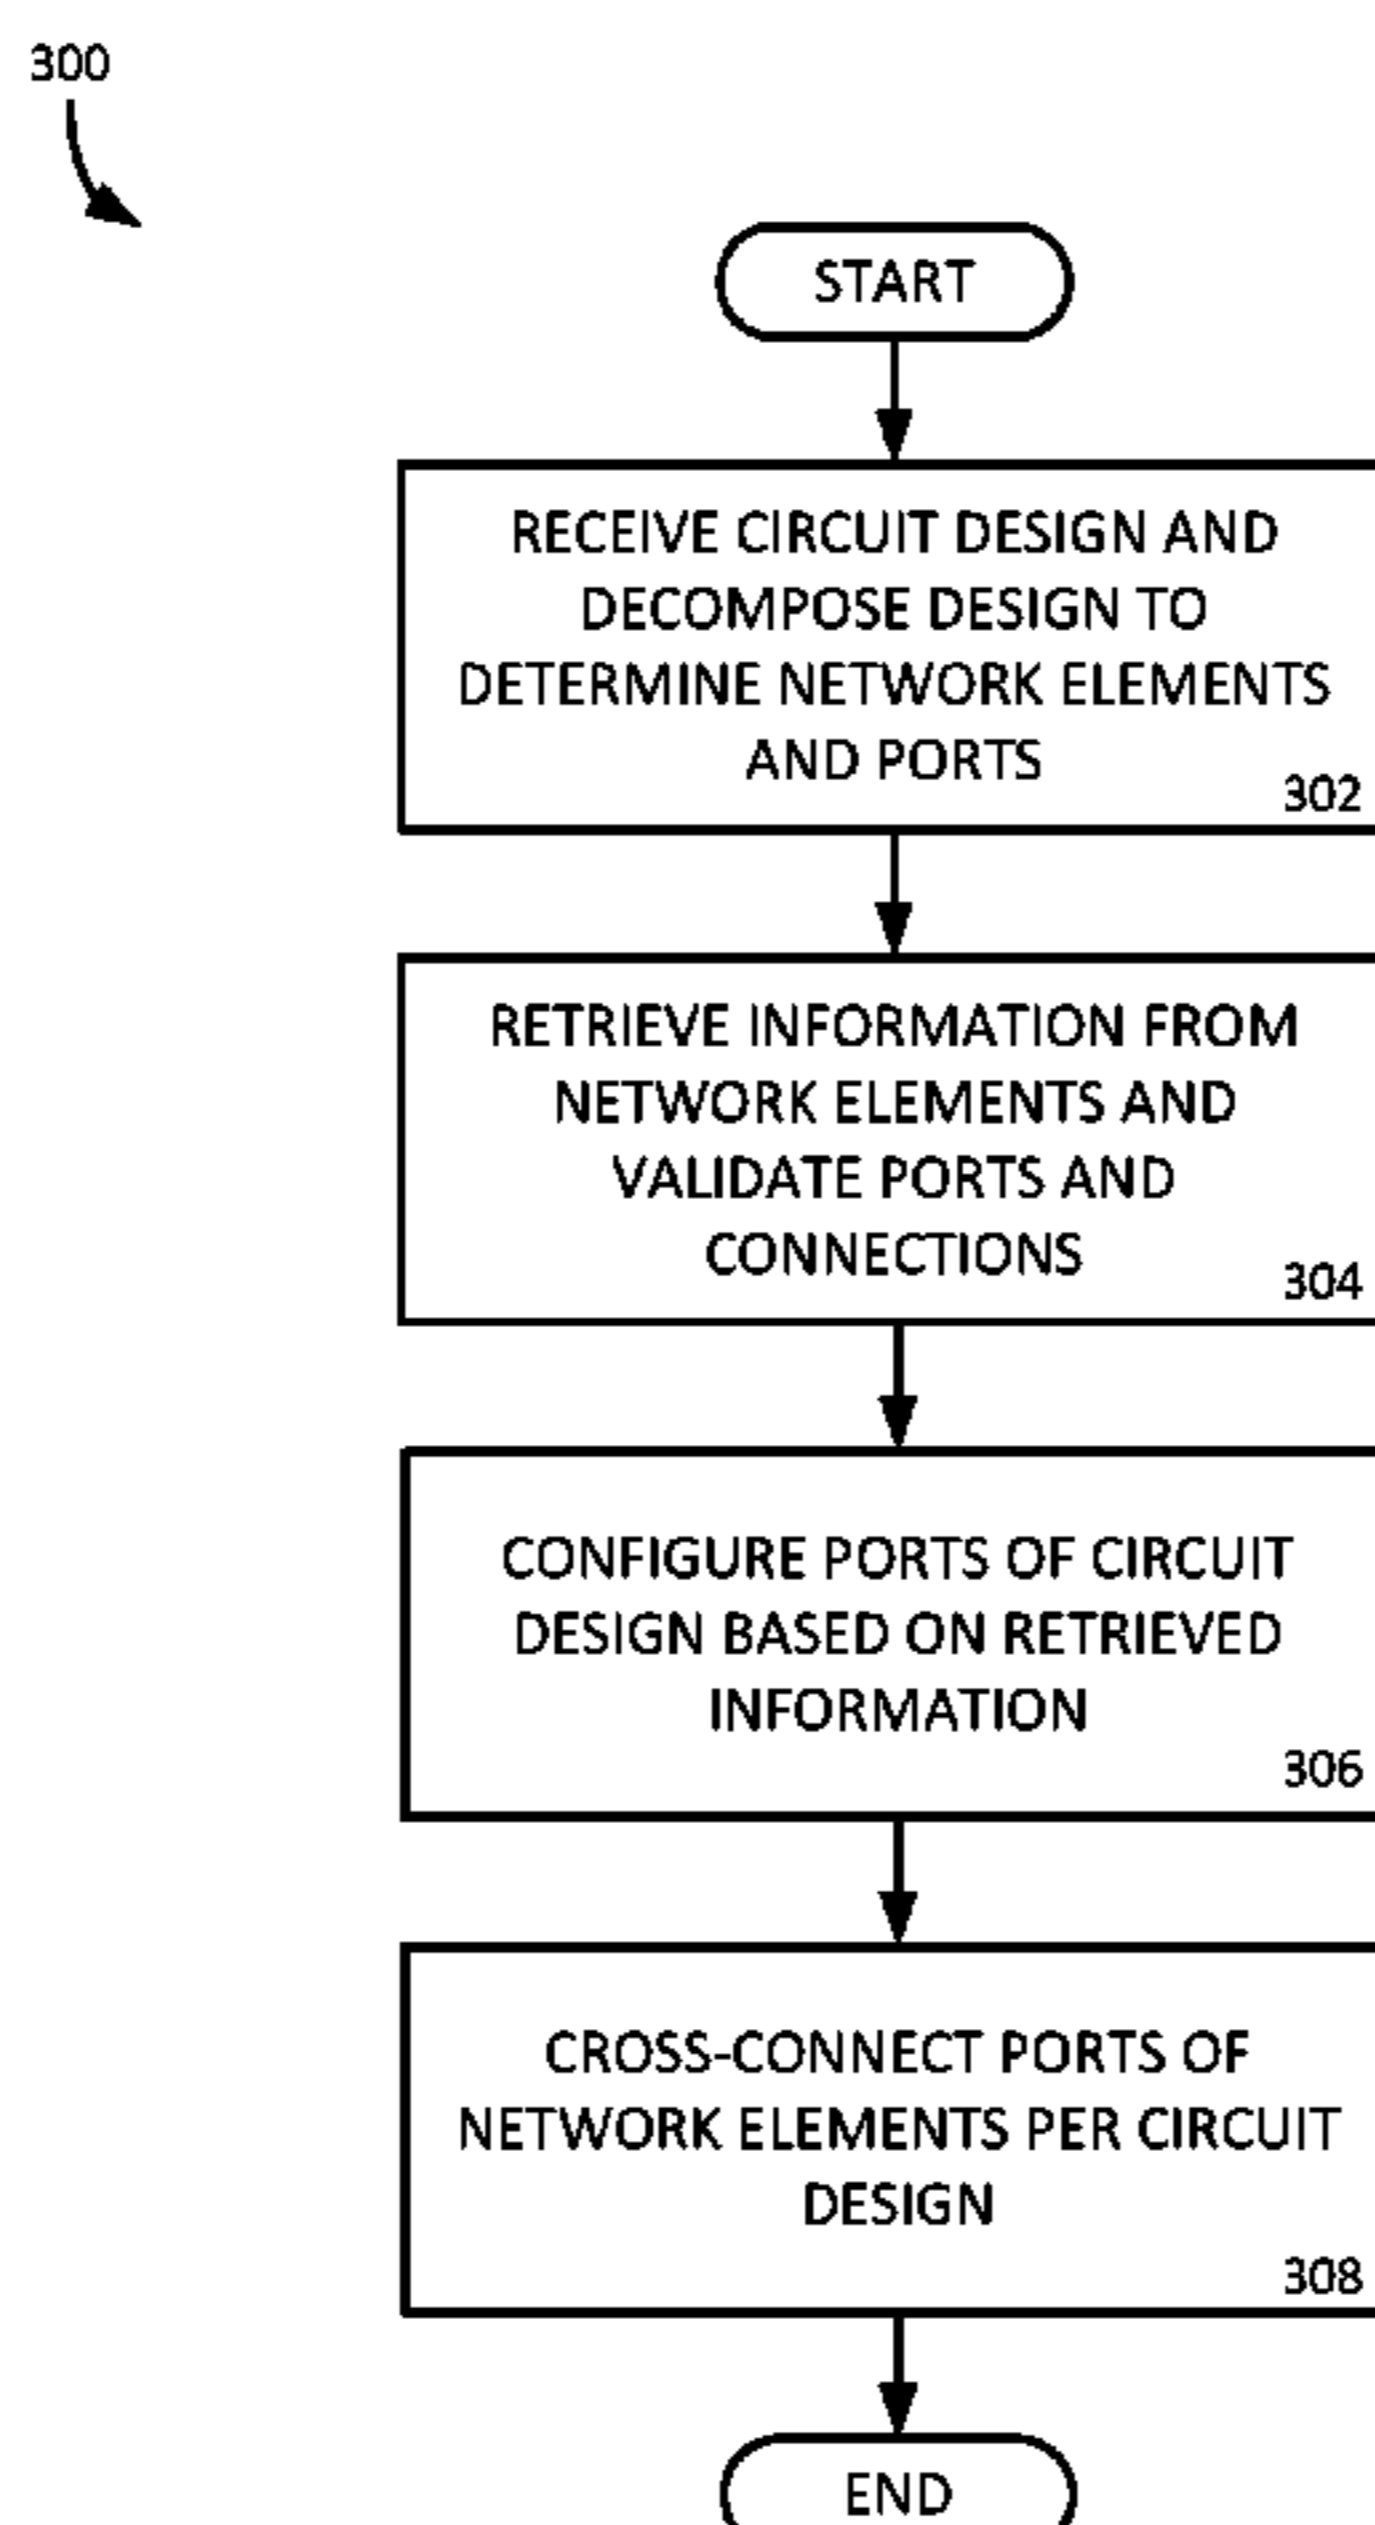 300
START
RECEIVE CIRCUIT DESIGN AND
DECOMPOSE DESIGN TO
DETERMINE NETWORK ELEMENTS
AND PORTS
302
RETRIEVE INFORMATION FROM
NETWORK ELEMENTS AND
VALIDATE PORTS AND
CONNECTIONS
304
CONFIGURE PORTS OF CIRCUIT
DESIGN BASED ON RETRIEVED
INFORMATION
306
CROSS-CONNECT PORTS OF
NETWORK ELEMENTS PER CIRCUIT
DESIGN
308
END